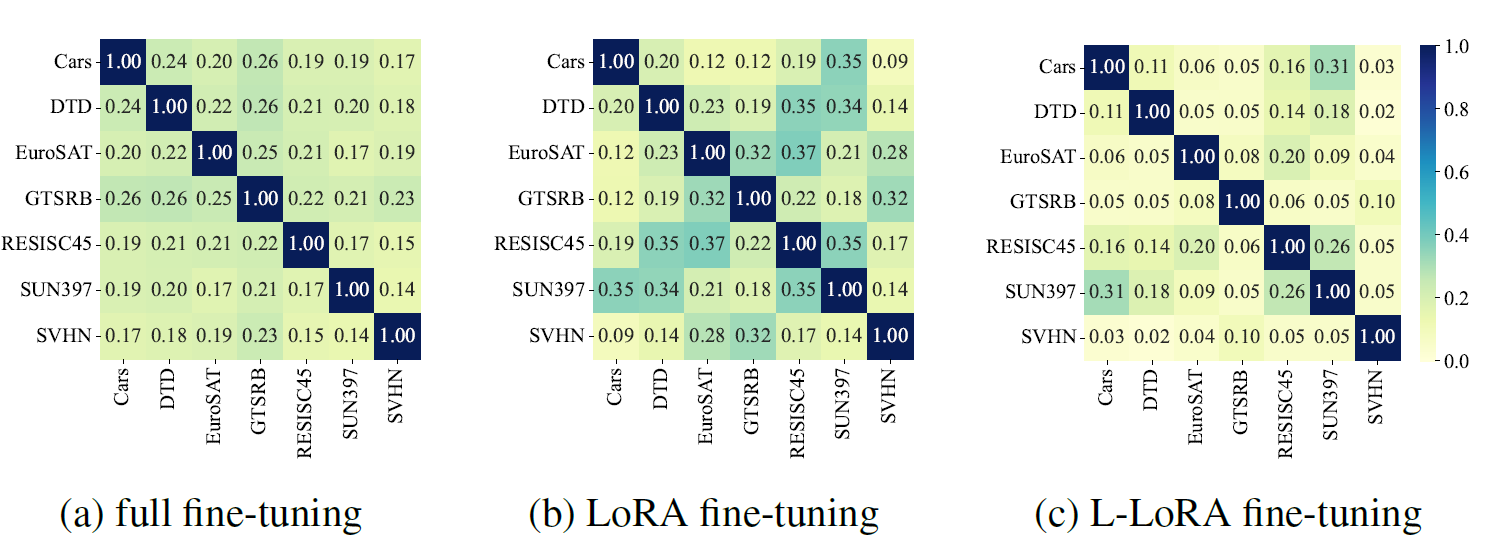 Cars 1.00 0.24 0.20 0.26 0.19 0.19 0.17
DTD 0.24 1.00 0.22 0.26 0.21 0.20 0.18
EuroSAT 0.20 0.22 1.00 0.25 0.21 0.17 0.19
GTSRB 0.26 0.26 0.25 1.00 0.22 0.21 0.23
RESISC45 0.19 0.21 0.21 0.22 1.00 0.17 0.15
SUN397 0.19 0.20 0.17 0.21 0.17 1.00 0.14
SVHN 0.17 0.18 0.19 0.23 0.15 0.14 1.00
Cars DTD EuroSAT GTSRB RESISC45 SUN397 SVHN
(a) full fine-tuning
Cars 1.00 0.20 0.12 0.12 0.19 0.35 0.09
DTD 0.20 1.00 0.23 0.19 0.35 0.34 0.14
EuroSAT 0.12 0.23 1.00 0.32 0.37 0.21 0.28
GTSRB 0.12 0.19 0.32 1.00 0.22 0.18 0.32
RESISC45 0.19 0.35 0.37 0.22 1.00 0.35 0.17
SUN397 0.35 0.34 0.21 0.18 0.35 1.00 0.14
SVHN 0.09 0.14 0.28 0.32 0.17 0.14 1.00
Cars DTD EuroSAT GTSRB RESISC45 SUN397 SVHN
(b) LoRA fine-tuning
Cars 1.00 0.11 0.06 0.05 0.16 0.31 0.03
DTD 0.11 1.00 0.05 0.05 0.14 0.18 0.02
EuroSAT 0.06 0.05 1.00 0.08 0.20 0.09 0.04
GTSRB 0.05 0.05 0.08 1.00 0.06 0.05 0.10
RESISC45 0.16 0.14 0.20 0.06 1.00 0.26 0.05
SUN397 0.31 0.18 0.09 0.05 0.26 1.00 0.05
SVHN 0.03 0.02 0.04 0.10 0.05 0.05 1.00
Cars DTD EuroSAT GTSRB RESISC45 SUN397 SVHN
1.0
0.8
0.6
0.4
0.2
0.0
(c) L-LoRA fine-tuning